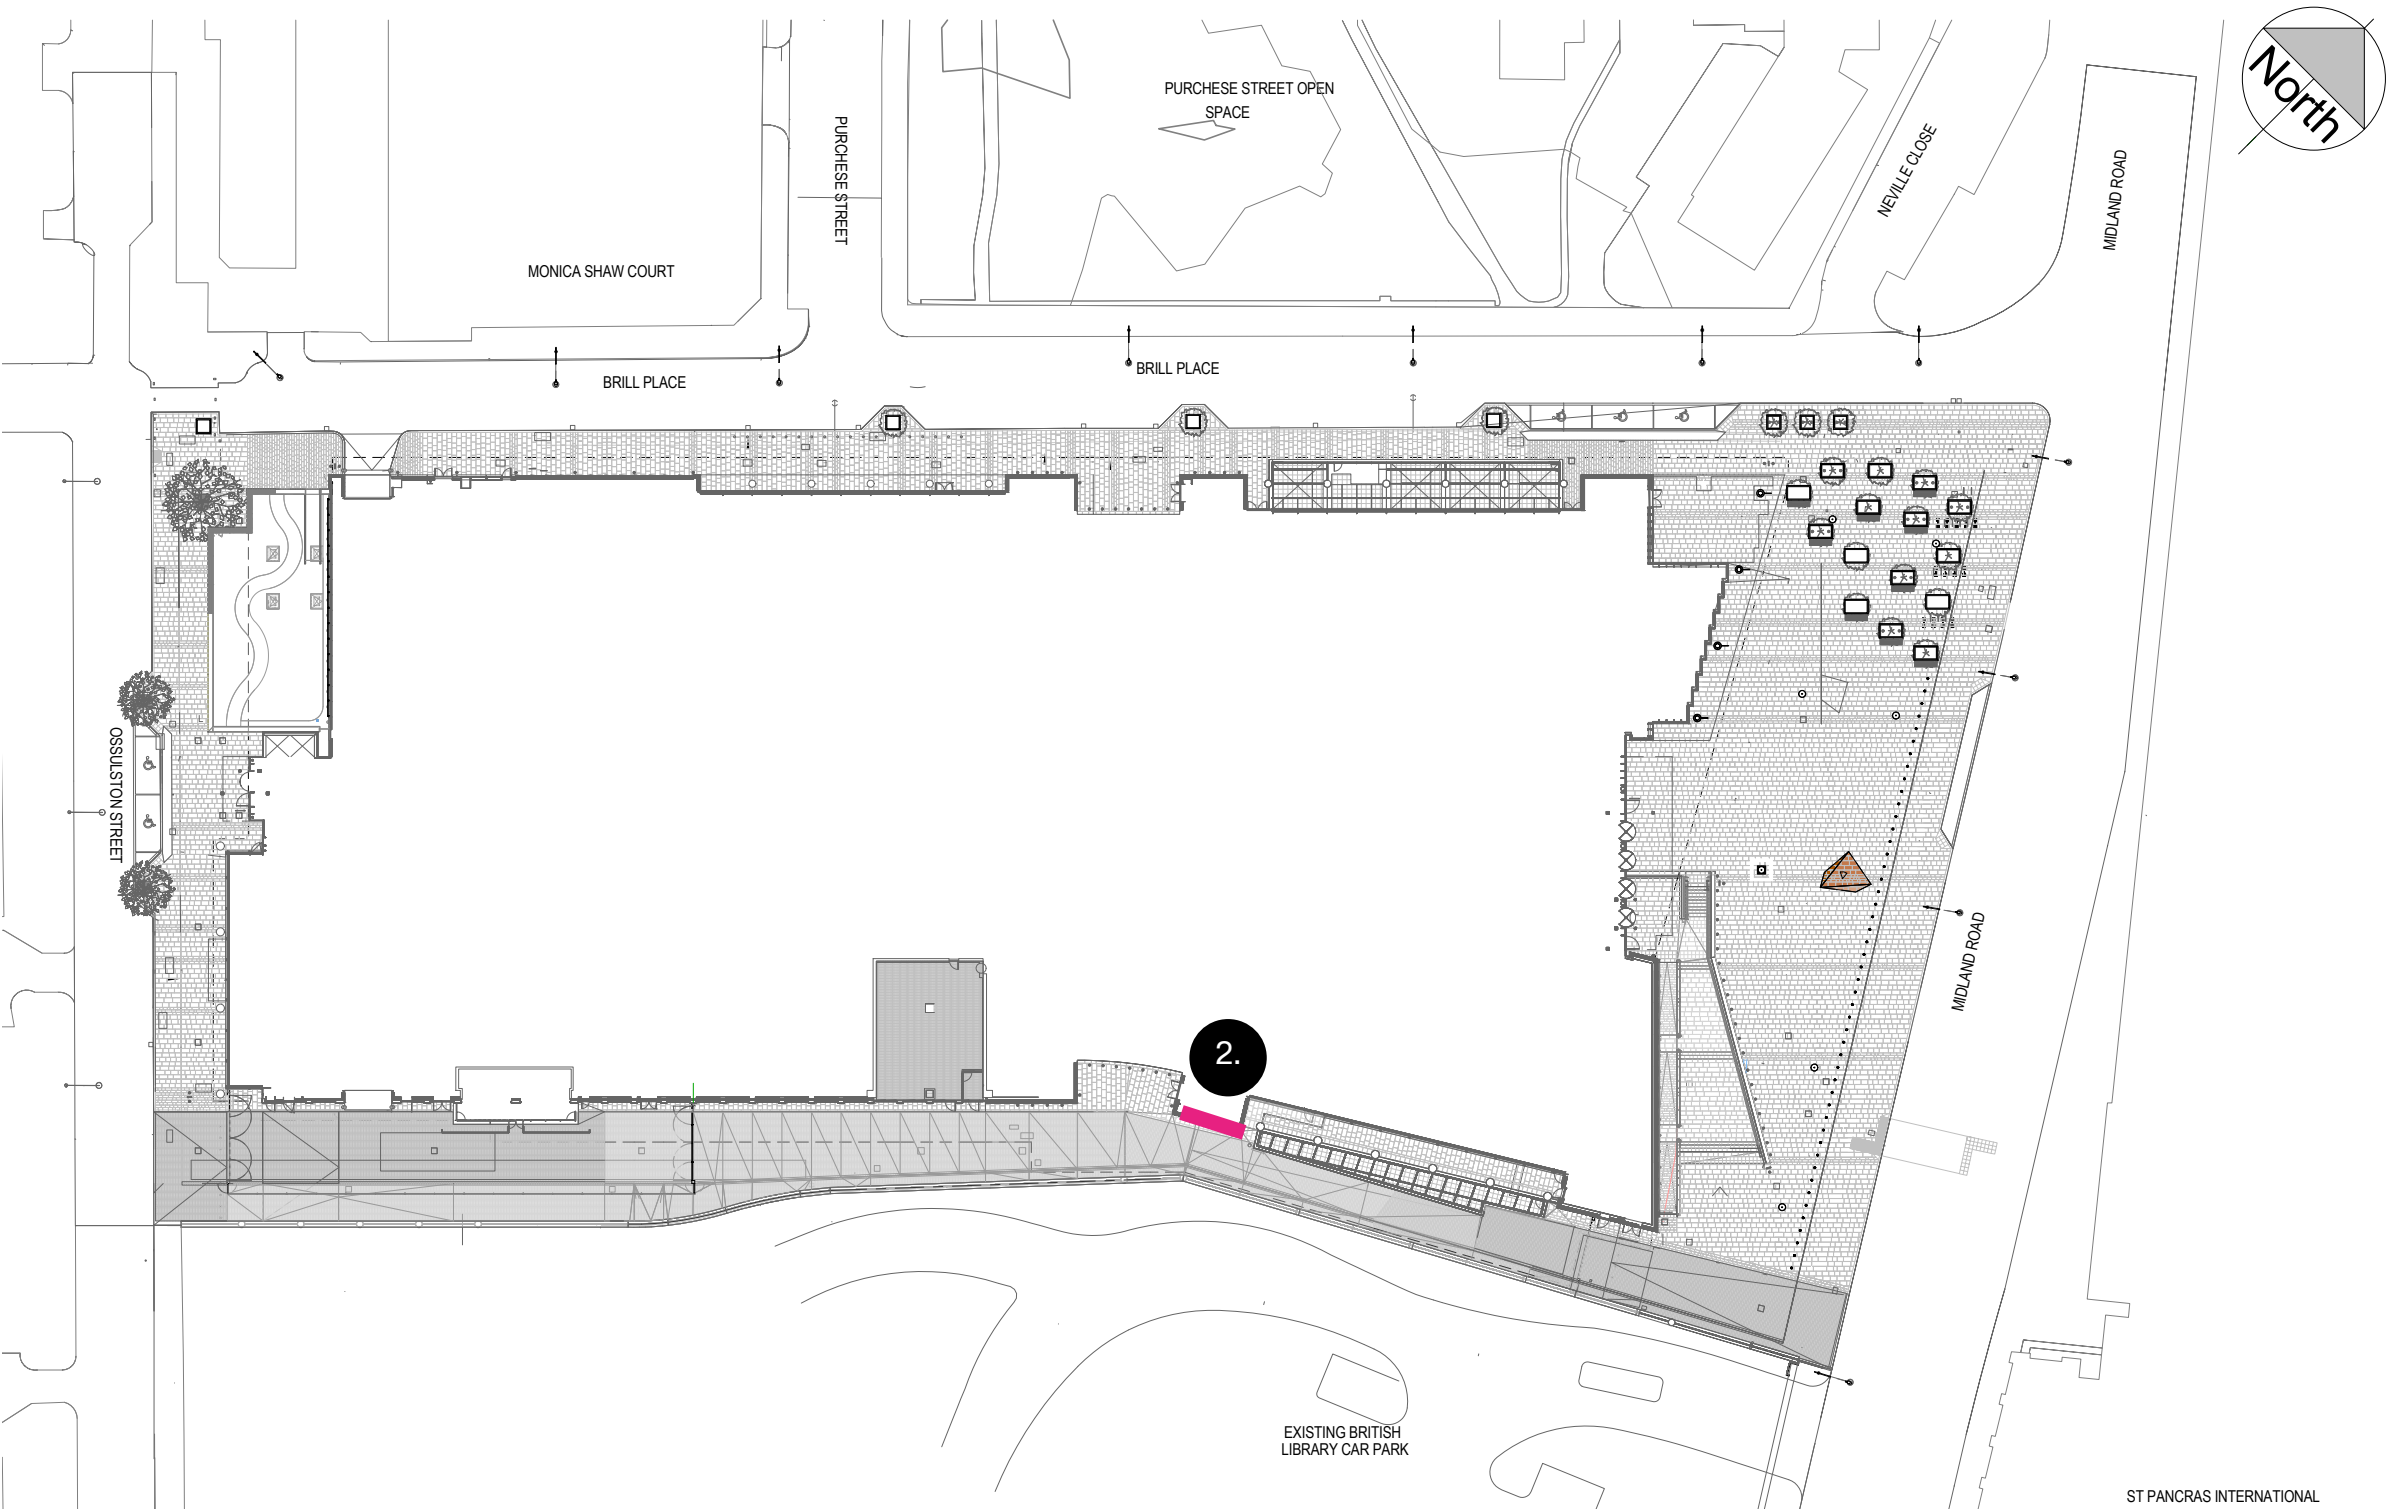 North
PURCHESE STREET OPEN
SPACE
PURCHESE STREET
NEVILLE CLOSE
MIDLAND ROAD
MONICA SHAW COURT
BRILL PLACE
BRILL PLACE
OSSULSTON STREET
MIDLAND ROAD
2.
EXISTING BRITISH
LIBRARY CAR PARK
ST PANCRAS INTERNATIONAL